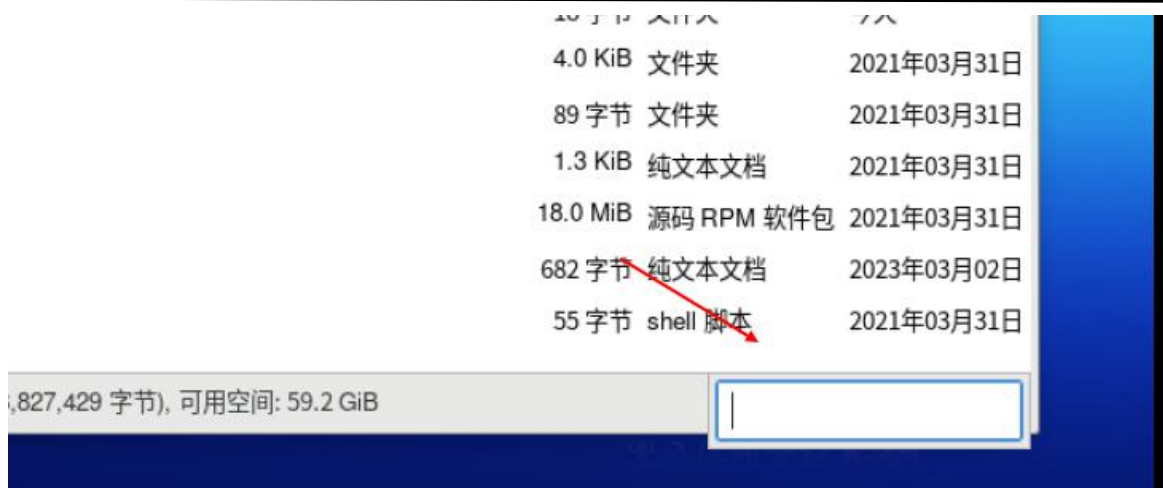 4.0 KiB 文件夹 2021年03月31日
89 字节 文件夹 2021年03月31日
1.3 KiB 纯文本文档 2021年03月31日
18.0 MiB 源码 RPM 软件包 2021年03月31日
682 字节 纯文本文档 2023年03月02日
55 字节 shell 脚本 2021年03月31日
,827,429 字节), 可用空间: 59.2 GiB